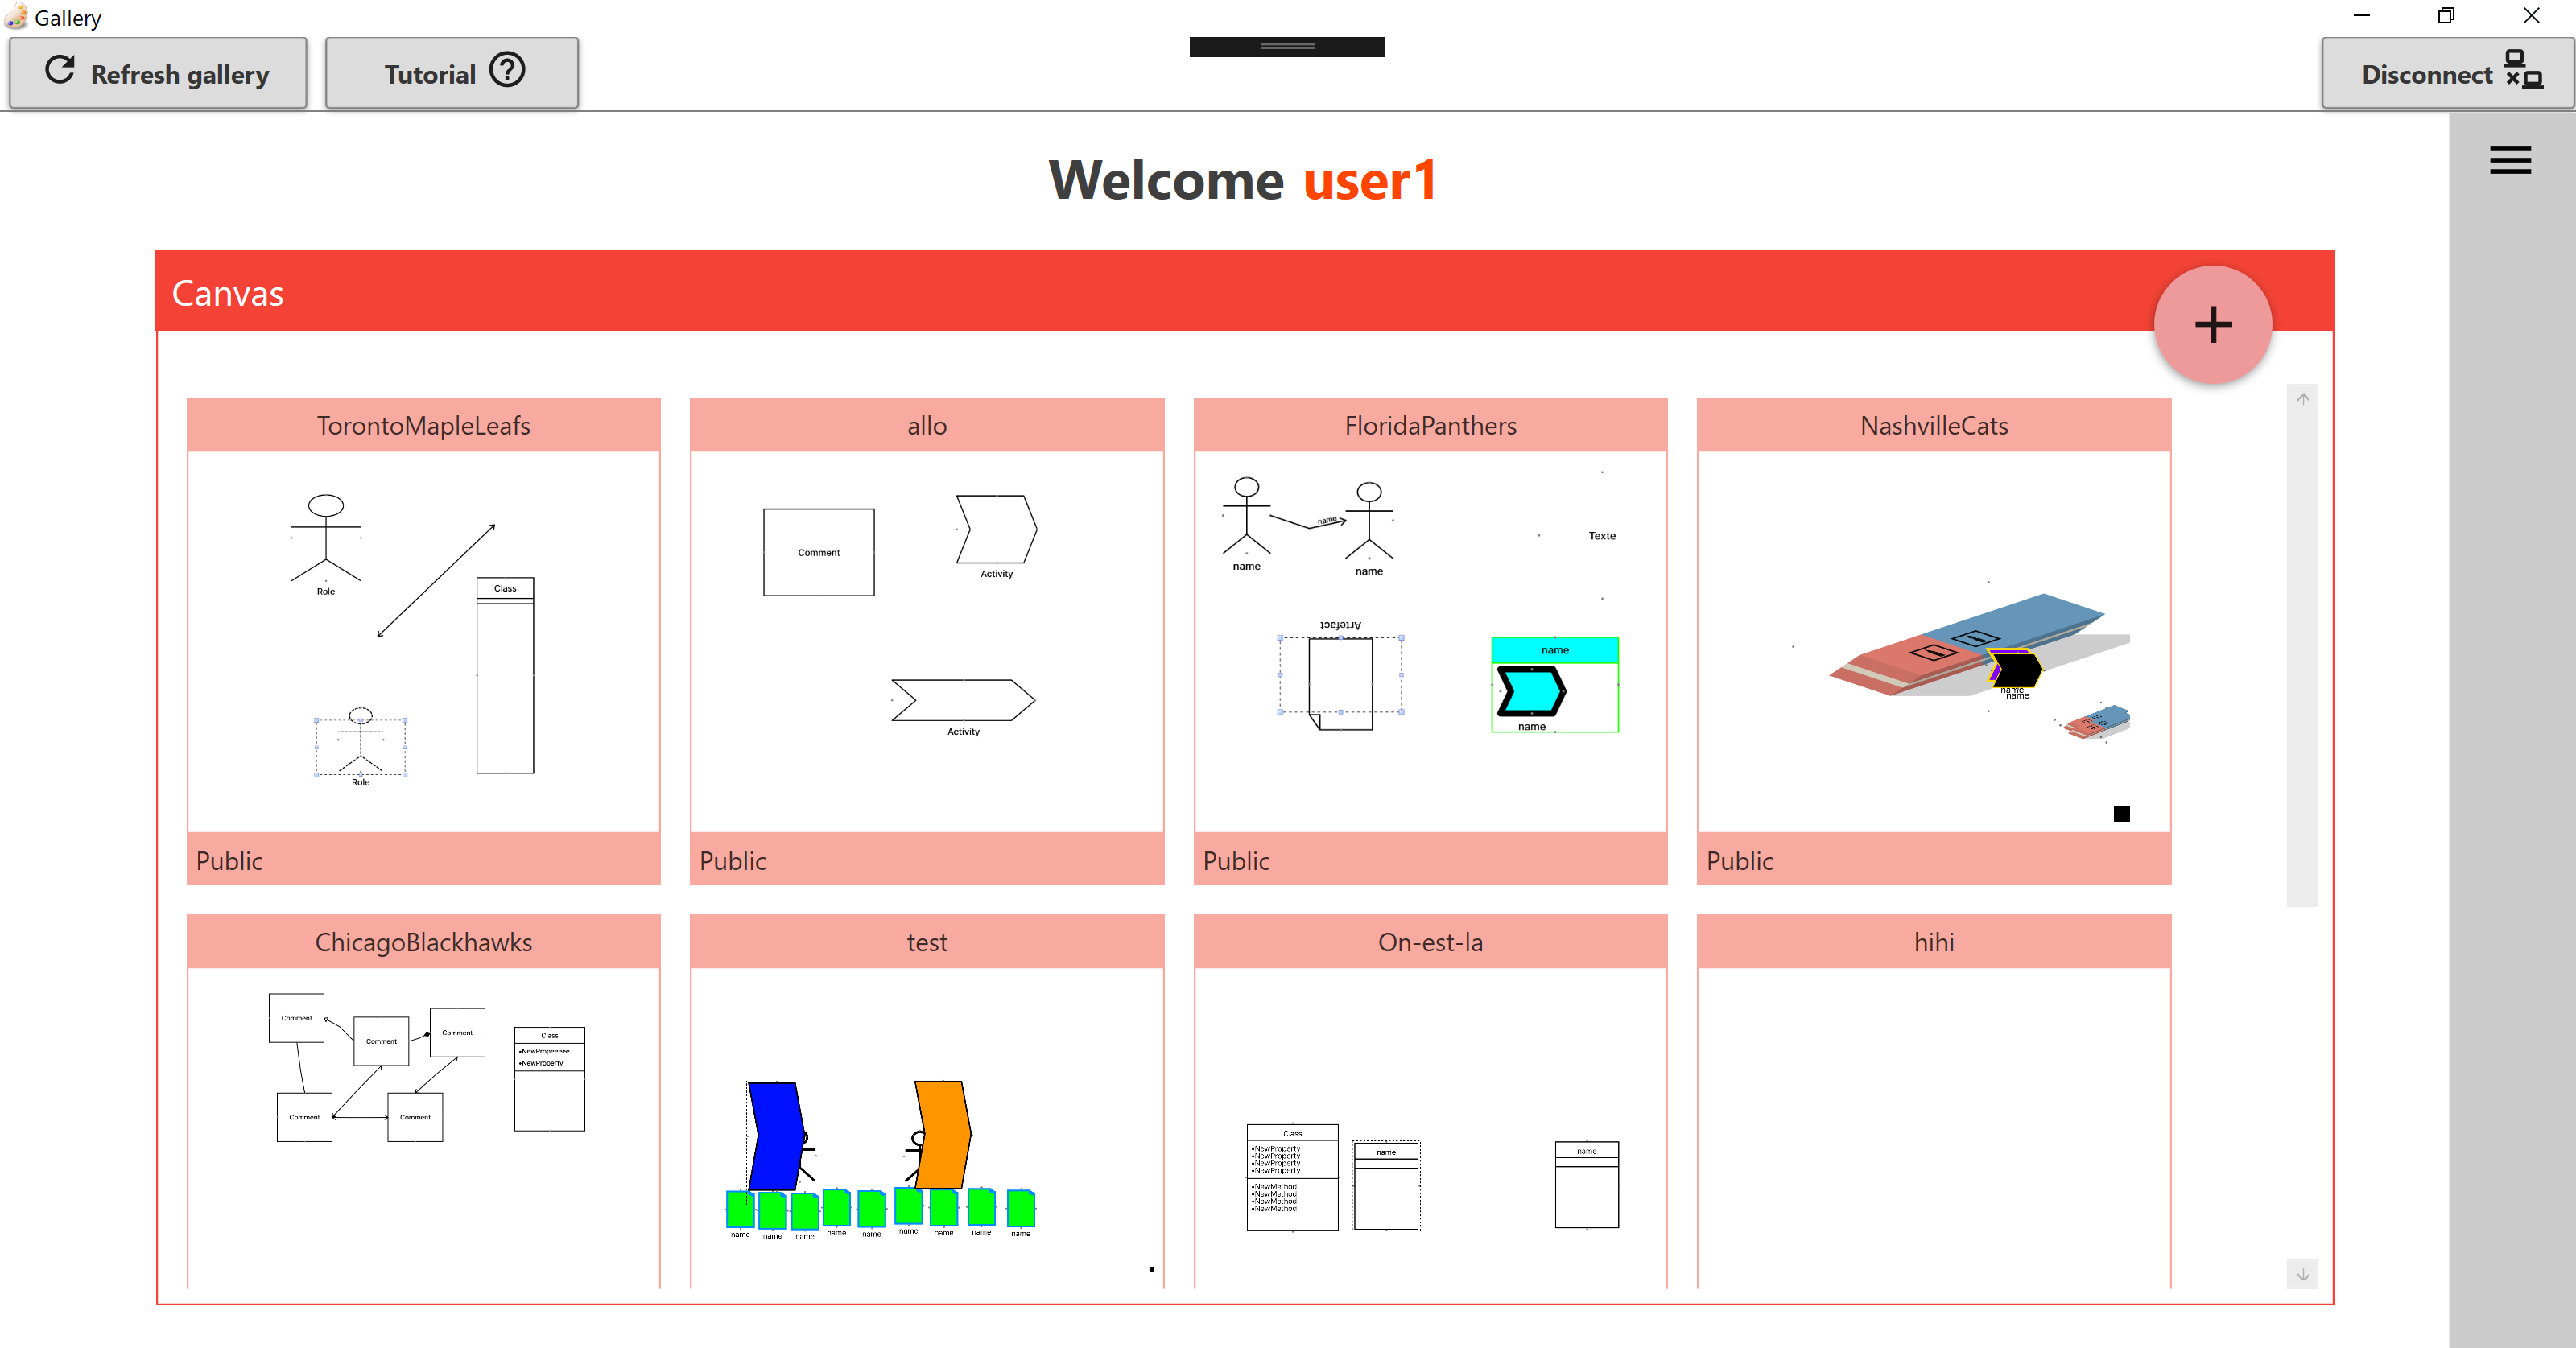 Gallery
Refresh gallery
Tutorial
Disconnect
Welcome user1
Canvas
TorontoMapleLeafs
Role
Class
Role
Public
allo
Comment
Activity
Activity
Public
FloridaPanthers
name
name
name
Texte
Artefact
name
name
Public
NashvilleCats
name
name
Public
ChicagoBlackhawks
Comment
Comment
Comment
Comment
Comment
Class
•NewPropeeeee...
•NewProperty
test
name
name
name
name
name
name
name
name
name
On-est-la
Class
•NewProperty
•NewProperty
•NewProperty
•NewProperty
•NewMethod
•NewMethod
•NewMethod
•NewMethod
name
name
hihi